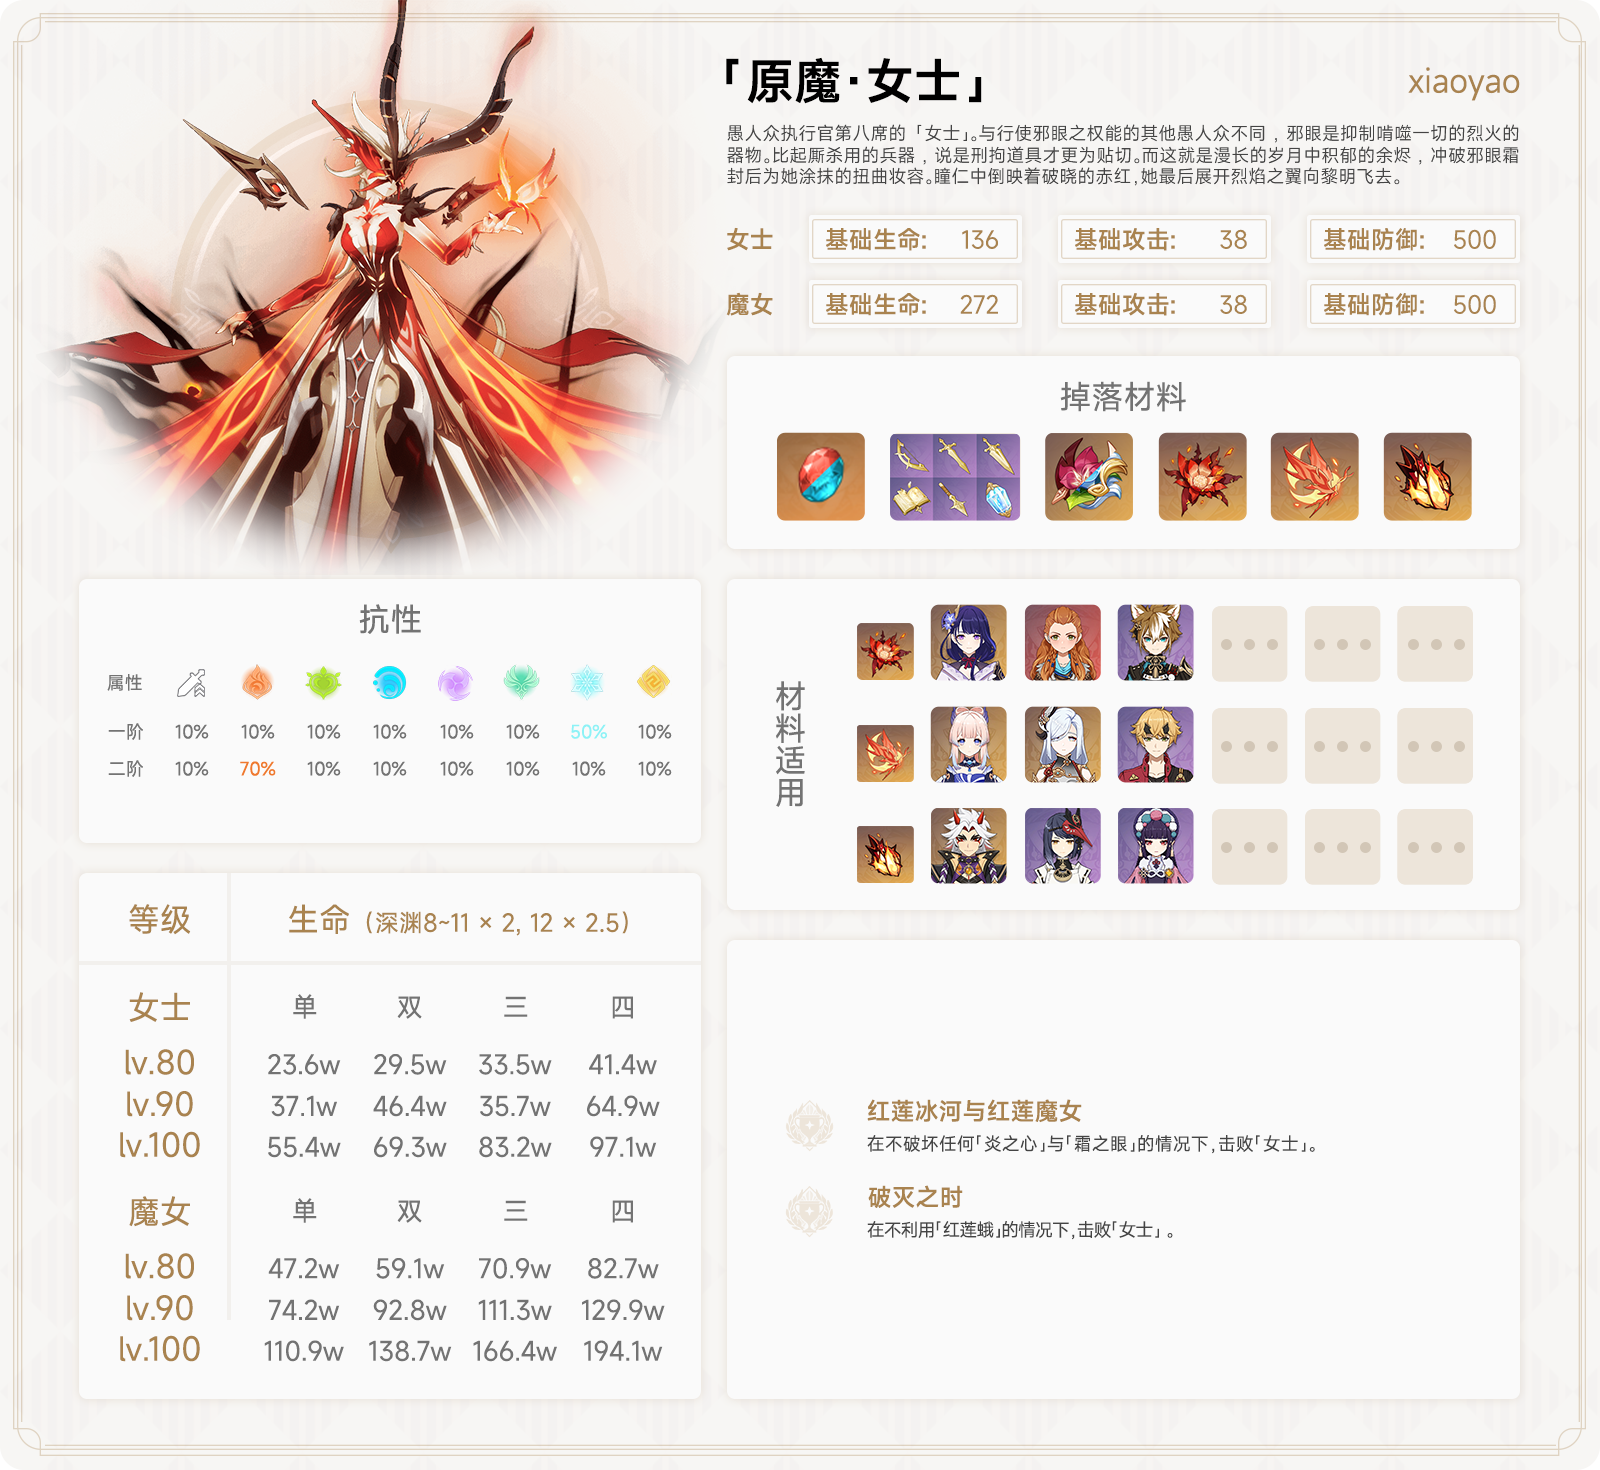 「原魔·女士」
xiaoyao
愚人众执行官第八席的「女士」。与行使邪眼之权能的其他愚人众不同，邪眼是抑制啃噬一切的烈火的
器物。比起厮杀用的兵器，说是刑拘道具才更为贴切。而这就是漫长的岁月中积郁的余烬，冲破邪眼霜
封后为她涂抹的扭曲妆容。瞳仁中倒映着破晓的赤红，她最后展开烈焰之翼向黎明飞去。
女士 基础生命: 136 基础攻击: 38 基础防御: 500
魔女 基础生命: 272 基础攻击: 38 基础防御: 500
掉落材料
抗性
属性
一阶 10% 10% 10% 10% 10% 10% 50% 10%
二阶 10% 70% 10% 10% 10% 10% 10% 10%
材料适用
等级 生命（深渊8~11 × 2, 12 × 2.5）
女士 单 双 三 四
lv.80 23.6w 29.5w 33.5w 41.4w
lv.90 37.1w 46.4w 35.7w 64.9w
lv.100 55.4w 69.3w 83.2w 97.1w
魔女 单 双 三 四
lv.80 47.2w 59.1w 70.9w 82.7w
lv.90 74.2w 92.8w 111.3w 129.9w
lv.100 110.9w 138.7w 166.4w 194.1w
红莲冰河与红莲魔女
在不破坏任何「炎之心」与「霜之眼」的情况下，击败「女士」。
破灭之时
在不利用「红莲蛾」的情况下，击败「女士」。